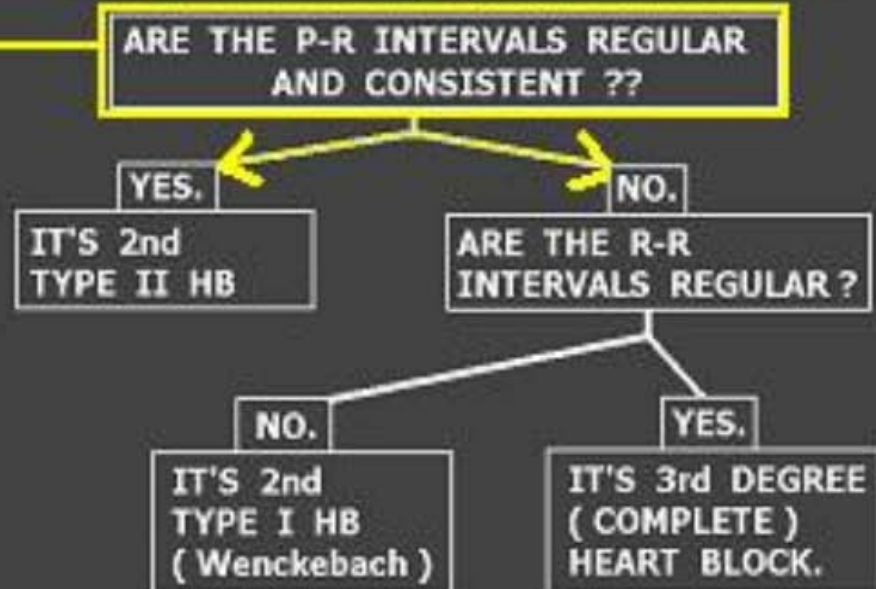 ARE THE P-R INTERVALS REGULAR
AND CONSISTENT ??
YES.
IT'S 2nd
TYPE II HB
NO.
ARE THE R-R
INTERVALS REGULAR ?
NO.
IT'S 2nd
TYPE I HB
( Wenckebach )
YES.
IT'S 3rd DEGREE
( COMPLETE )
HEART BLOCK.